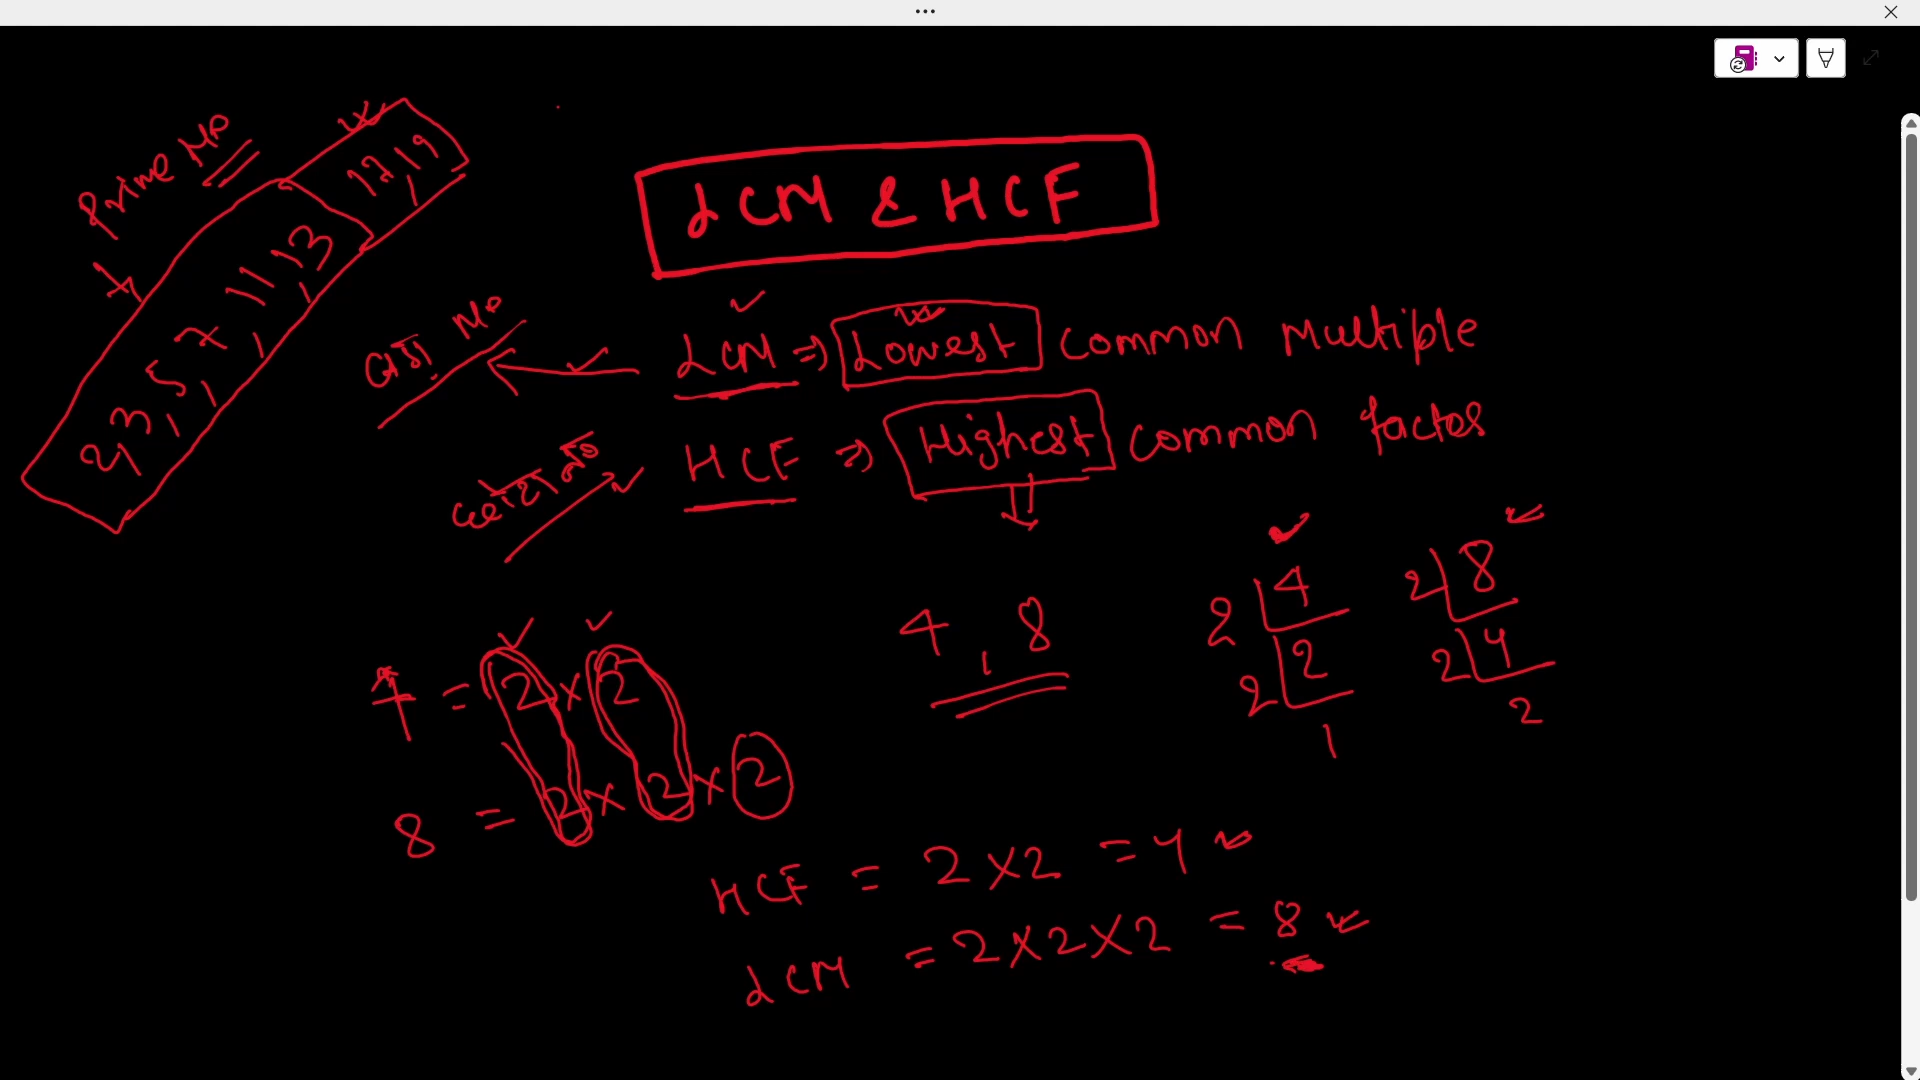 LCM & HCF
Prime No
2, 3, 5, 7, 11, 13
17, 19
LCM ⇒ Lowest Common Multiple
HCF ⇒ Highest Common factor
No
4, 8
2 | 4
2 | 2
1
2 | 8
2 | 4
2
4 = 2 × 2
8 = 2 × 2 × 2
HCF = 2 × 2 = 4
LCM = 2 × 2 × 2 = 8